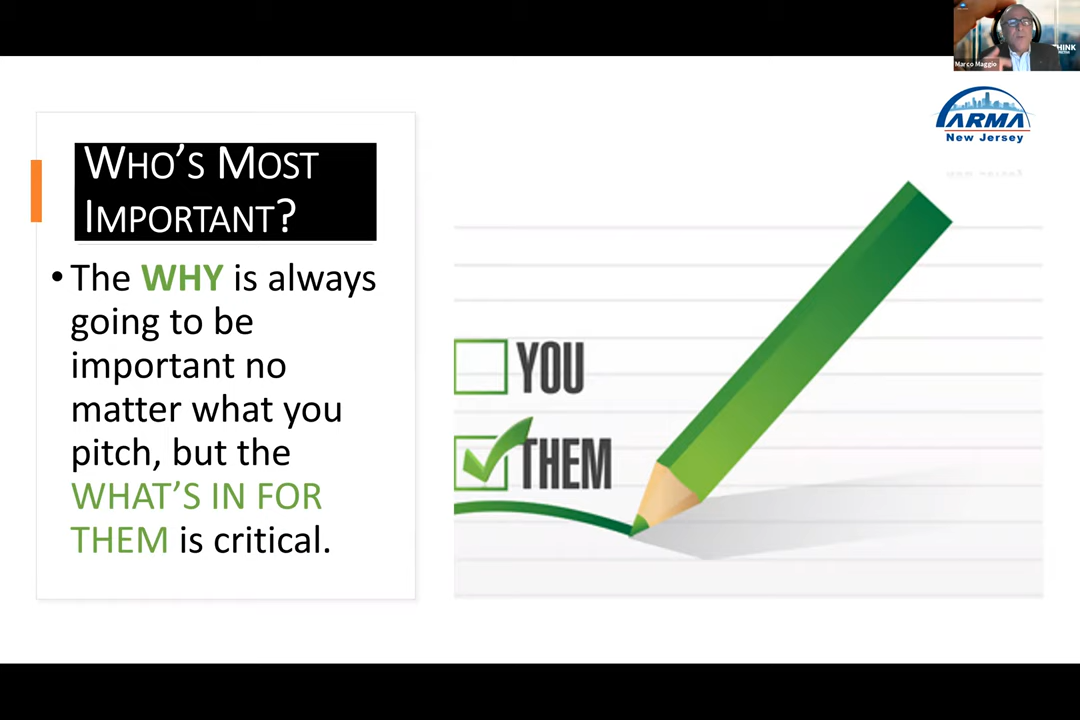 THINK
Marco Maggio
ARMA
New Jersey
WHO'S MOST
IMPORTANT?
• The WHY is always
going to be
important no
matter what you
pitch, but the
WHAT'S IN FOR
THEM is critical.
YOU
THEM